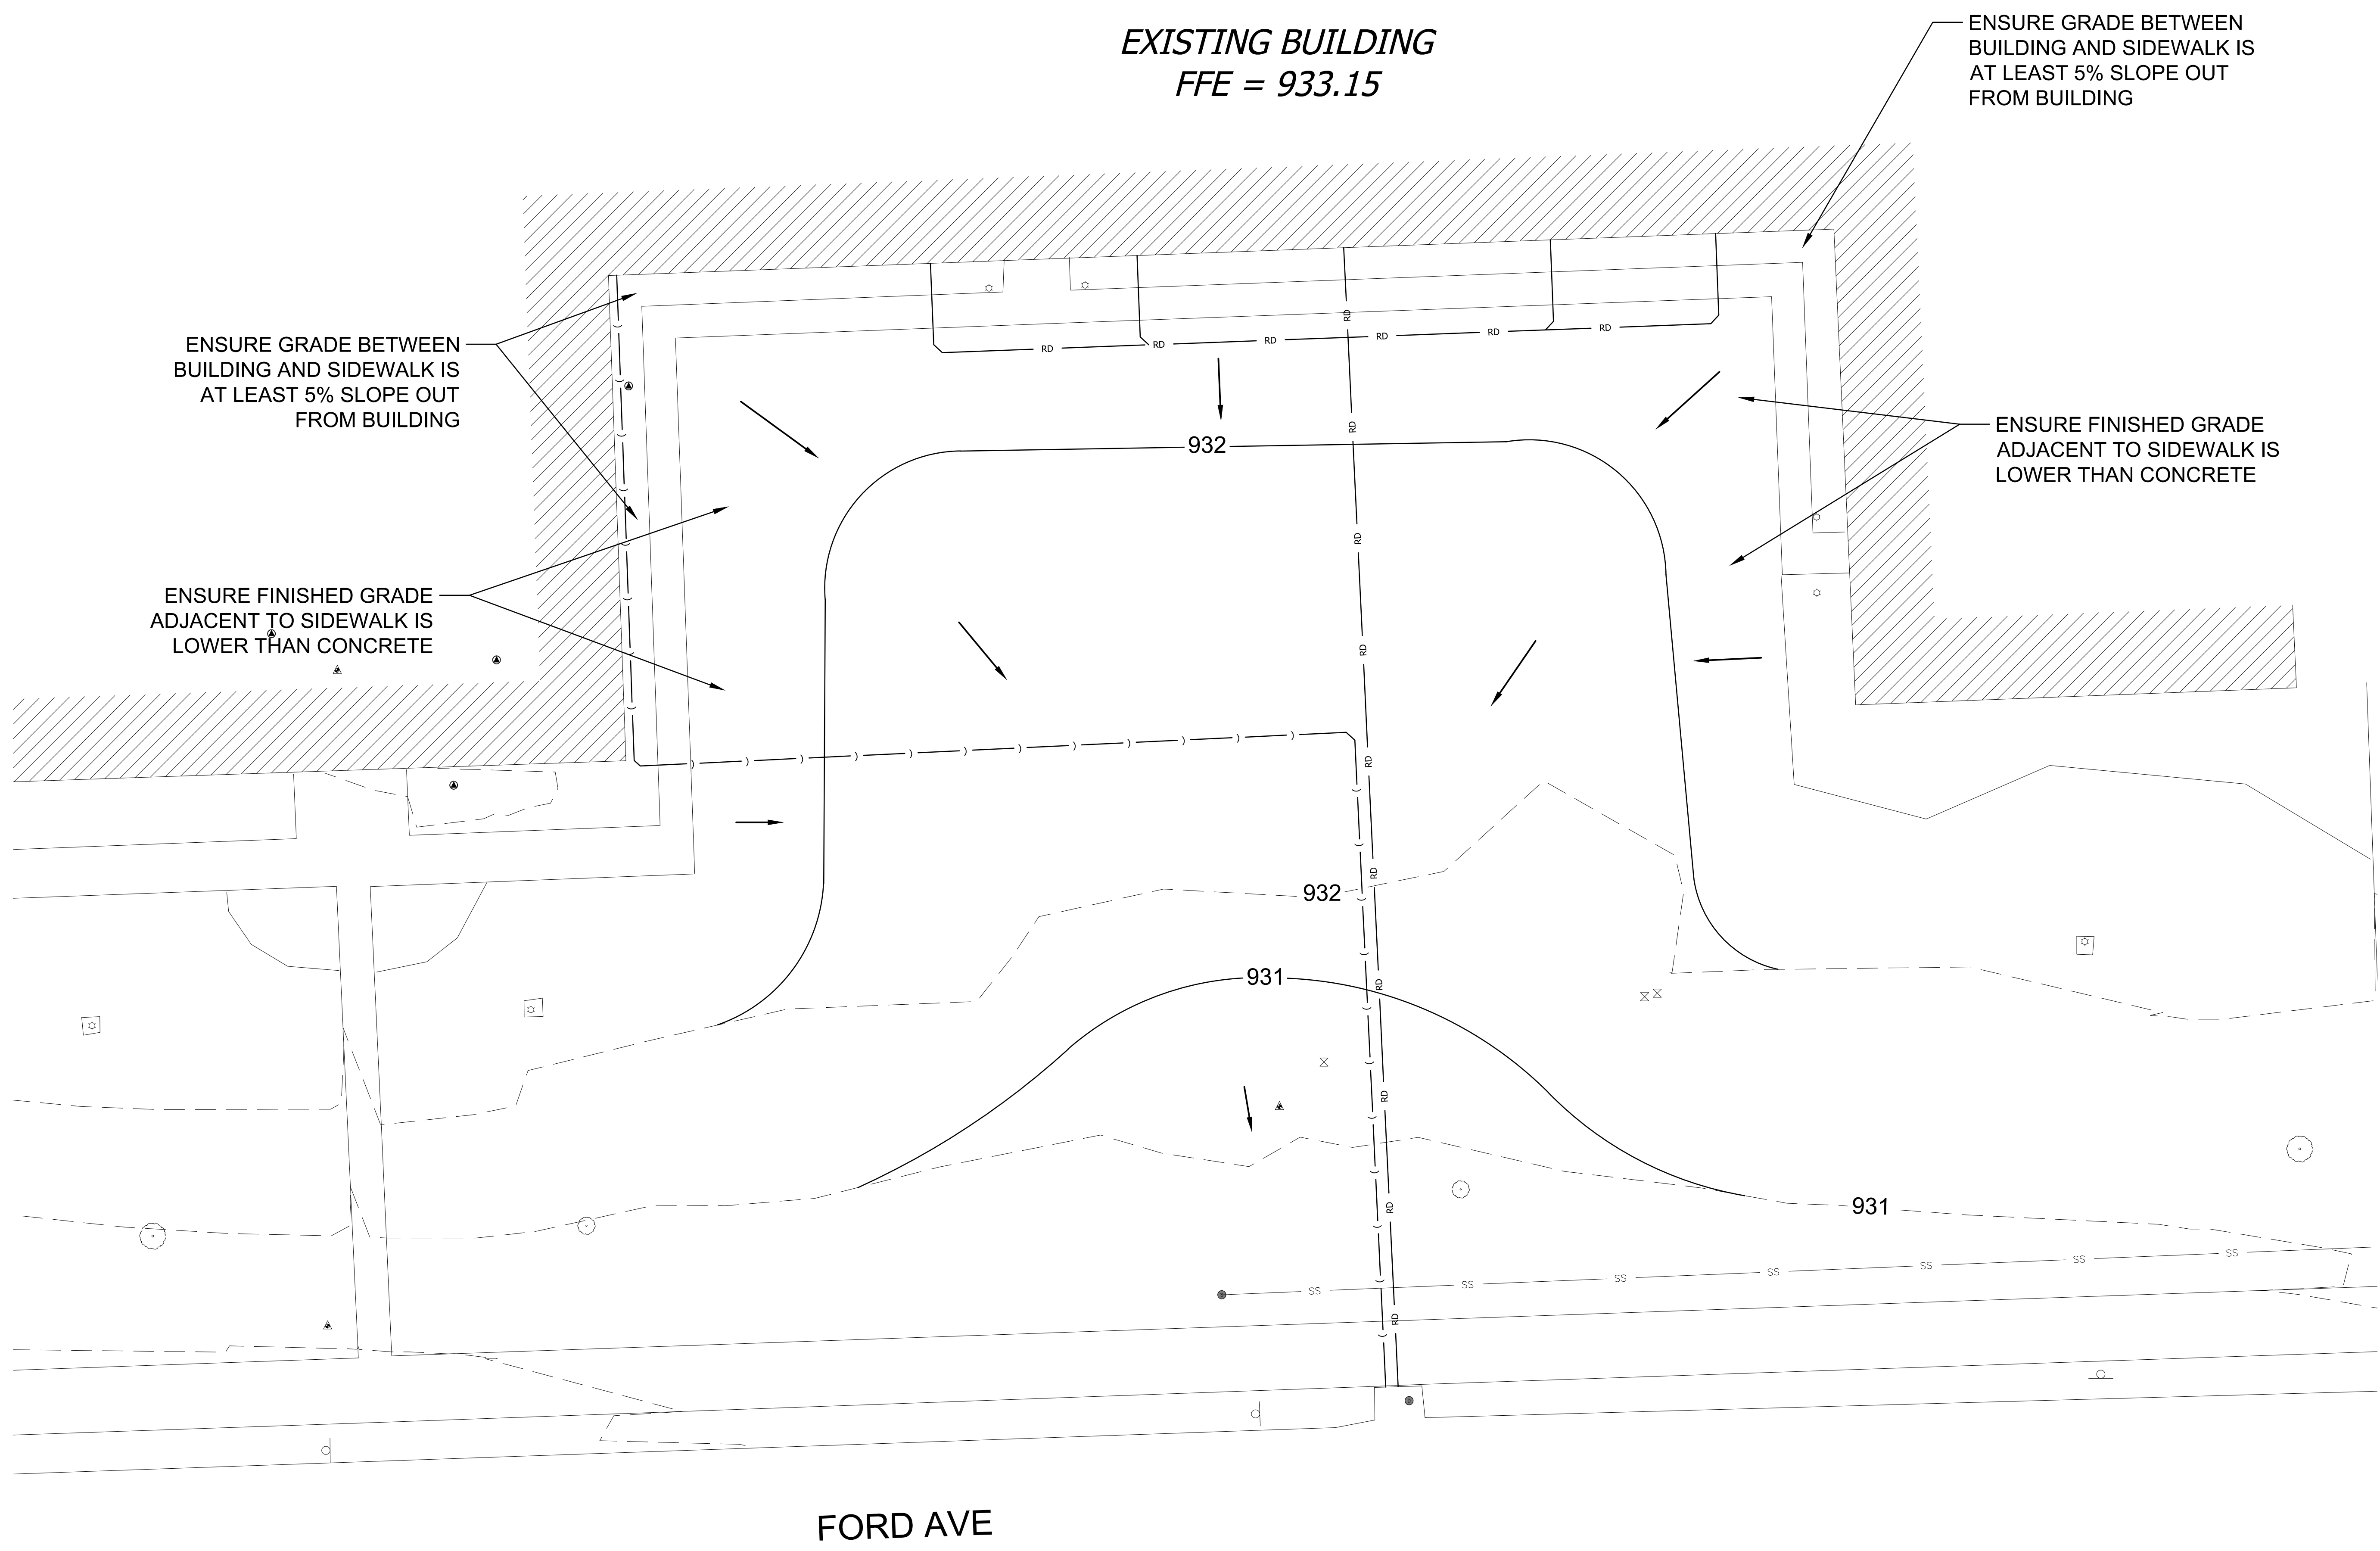 EXISTING BUILDING
FFE = 933.15
ENSURE GRADE BETWEEN
BUILDING AND SIDEWALK IS
AT LEAST 5% SLOPE OUT
FROM BUILDING
ENSURE GRADE BETWEEN
BUILDING AND SIDEWALK IS
AT LEAST 5% SLOPE OUT
FROM BUILDING
ENSURE FINISHED GRADE
ADJACENT TO SIDEWALK IS
LOWER THAN CONCRETE
ENSURE FINISHED GRADE
ADJACENT TO SIDEWALK IS
LOWER THAN CONCRETE
RD
RD
RD
RD
RD
RD
RD
932
RD
RD
RD
RD
932
931
RD
RD
RD
931
RD
SS
SS
SS
SS
SS
SS
SS
RD
FORD AVE